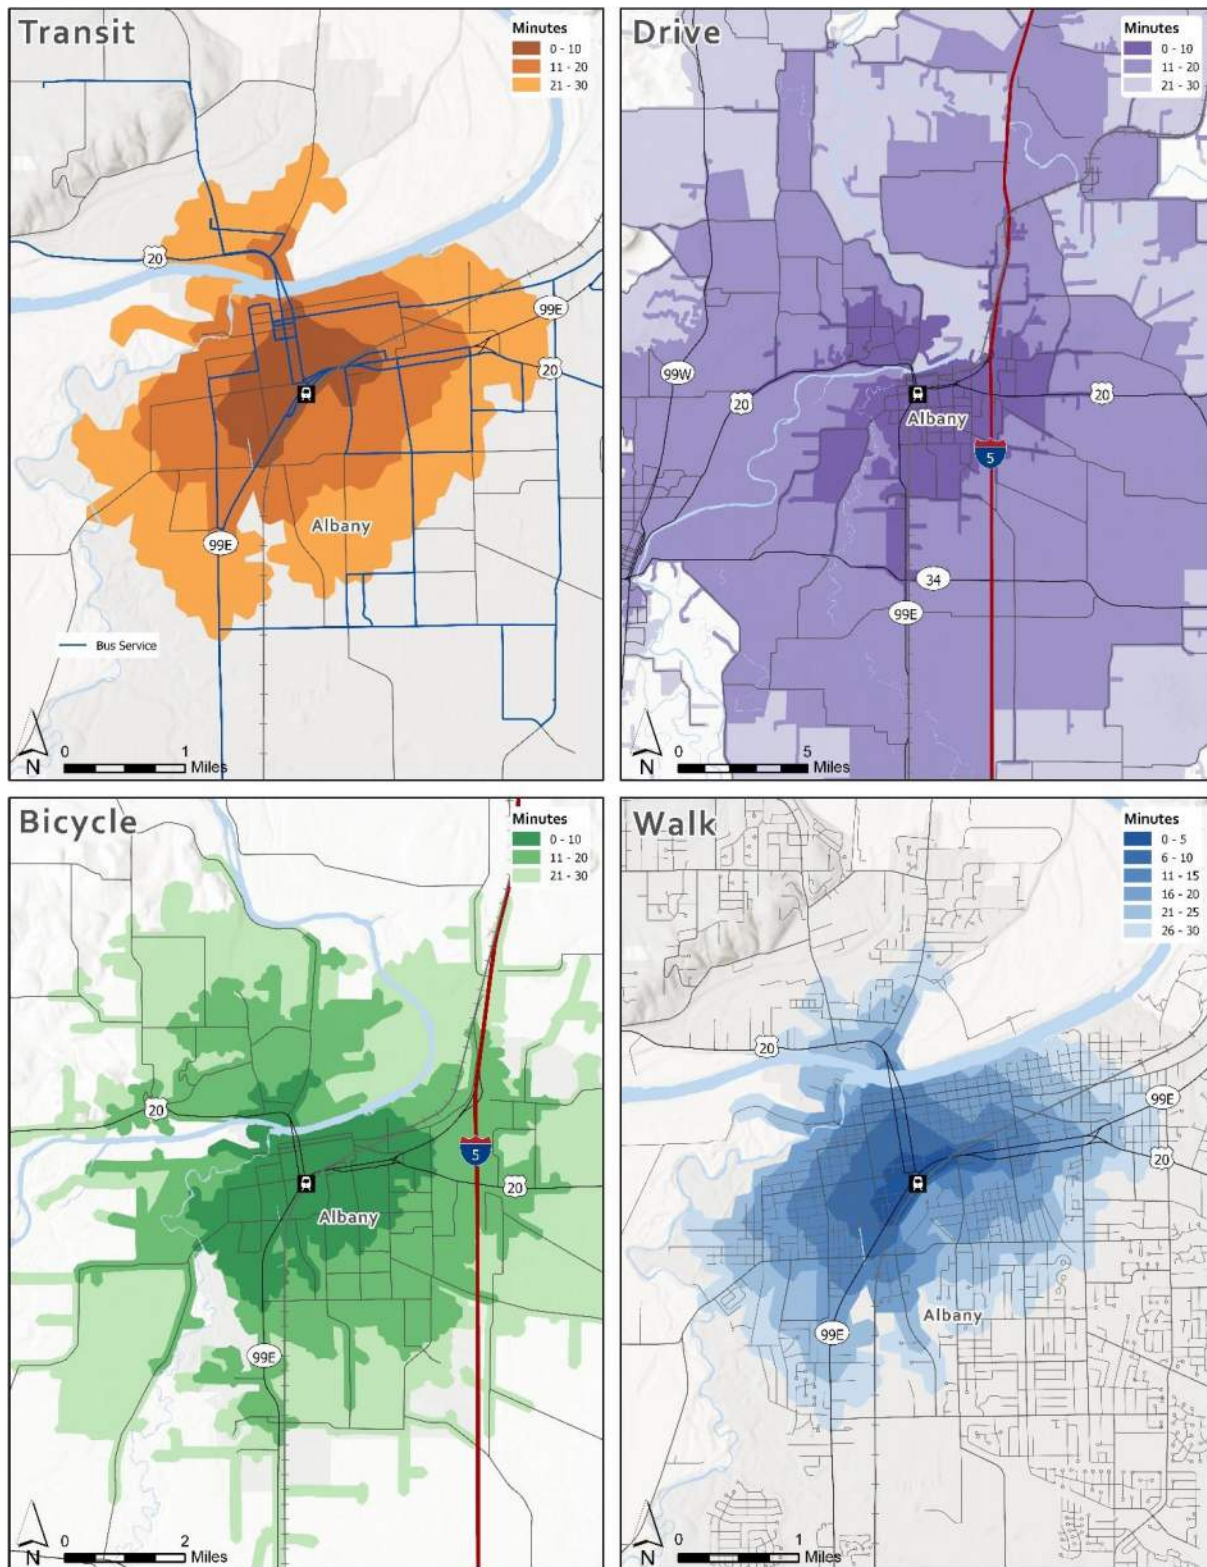 Transit
Minutes
0 - 10
11 - 20
21 - 30
20
99E
20
Albany
99E
Bus Service
N
0 1
Miles
Drive
Minutes
0 - 10
11 - 20
21 - 30
99W
20
20
Albany
5
34
99E
N
0 5
Miles
Bicycle
Minutes
0 - 10
11 - 20
21 - 30
20
5
20
Albany
99E
N
0 2
Miles
Walk
Minutes
0 - 5
6 - 10
11 - 15
16 - 20
21 - 25
26 - 30
20
99E
20
Albany
99E
N
0 1
Miles